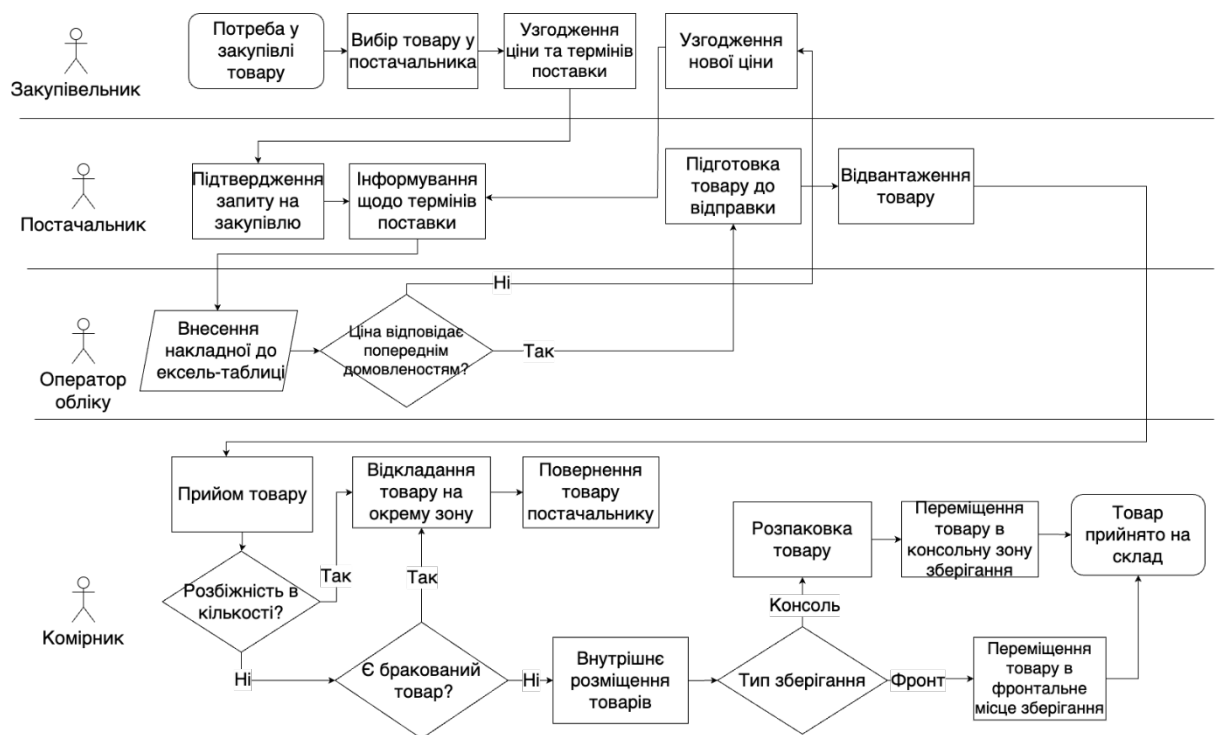 Потреба у
закупівлі
товару
Вибір товару у
постачальника
Узгодження
ціни та термінів
поставки
Узгодження
нової ціни
Закупівельник
Підтвердження
запиту на
закупівлю
Інформування
щодо термінів
поставки
Підготовка
товару до
відправки
Відвантаження
товару
Постачальник
Ні
Внесення
накладної до
ексель-таблиці
Ціна відповідає
попереднім
домовленостям?
Так
Оператор
обліку
Прийом товару
Відкладання
товару на
окрему зону
Повернення
товару
постачальнику
Розпаковка
товару
Переміщення
товару в
консольну зону
зберігання
Товар
прийнято на
склад
Розбіжність в
кількості?
Так
Так
Консоль
Комірник
Ні
Є бракований
товар?
Ні
Внутрішнє
розміщення
товарів
Тип зберігання
Фронт
Переміщення
товару в
фронтальне
місце зберігання